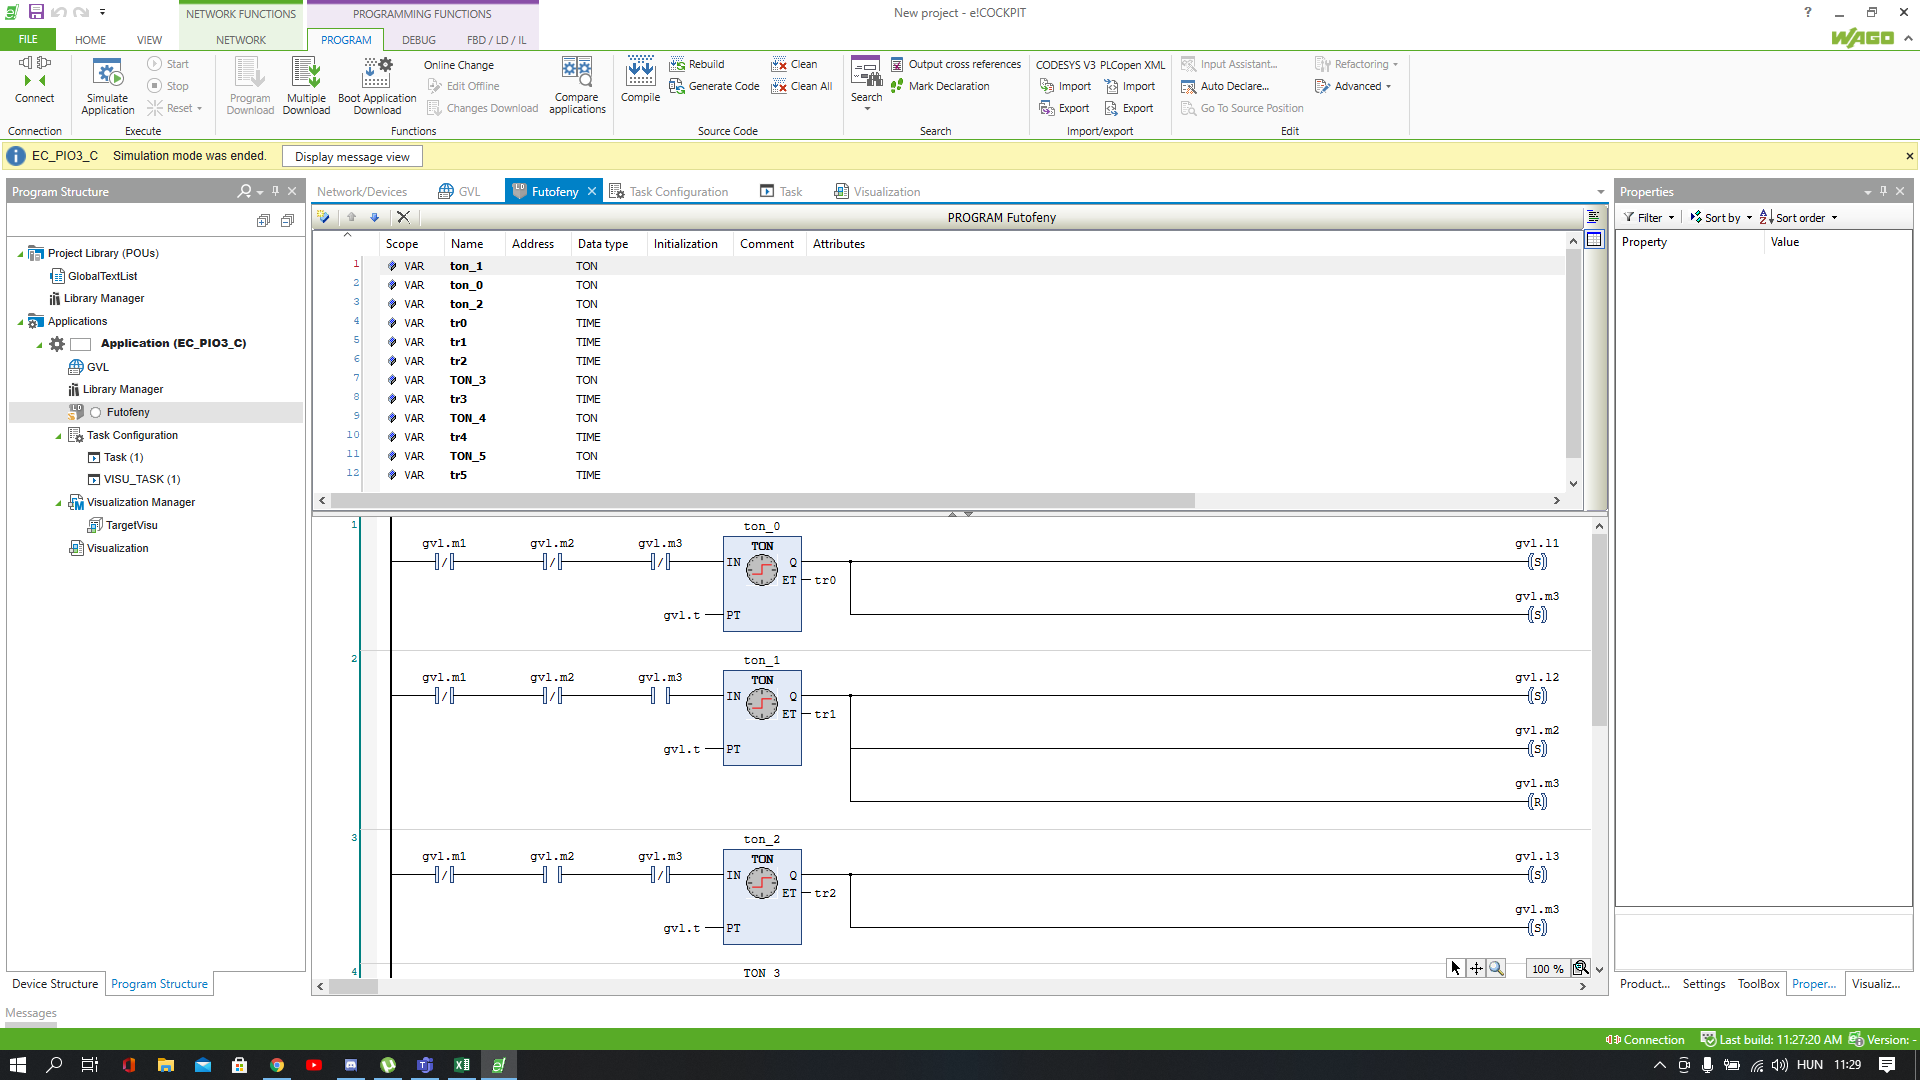 NETWORK FUNCTIONS
PROGRAMMING FUNCTIONS
New project - e!COCKPIT
FILE
HOME
VIEW
NETWORK
PROGRAM
DEBUG
FBD / LD / IL
WAGO
Connect
Connection
Simulate Application
Start
Stop
Reset
Execute
Program Download
Multiple Download
Boot Application Download
Online Change
Edit Offline
Changes Download
Compare applications
Functions
Compile
Rebuild
Generate Code
Clean
Clean All
Source Code
Search
Output cross references
Mark Declaration
Search
CODESYS V3 PLCopen XML
Import
Import
Export
Export
Import/export
Input Assistant...
Auto Declare...
Go To Source Position
Refactoring
Advanced
Edit
EC_PIO3_C
Simulation mode was ended.
Display message view
Program Structure
Project Library (POUs)
GlobalTextList
Library Manager
Applications
Application (EC_PIO3_C)
GVL
Library Manager
Futofeny
Task Configuration
Task (1)
VISU_TASK (1)
Visualization Manager
TargetVisu
Visualization
Device Structure
Program Structure
Network/Devices
GVL
Futofeny
Task Configuration
Task
Visualization
PROGRAM Futofeny
Scope Name Address Data type Initialization Comment Attributes
1 VAR ton_1 TON
2 VAR ton_0 TON
3 VAR ton_2 TON
4 VAR tr0 TIME
5 VAR tr1 TIME
6 VAR tr2 TIME
7 VAR TON_3 TON
8 VAR tr3 TIME
9 VAR TON_4 TON
10 VAR tr4 TIME
11 VAR TON_5 TON
12 VAR tr5 TIME
1
ton_0
gvl.m1 gvl.m2 gvl.m3 TON gvl.l1
IN Q (S)
ET tr0
gvl.m3
gvl.t PT (S)
2
ton_1
gvl.m1 gvl.m2 gvl.m3 TON gvl.l2
IN Q (S)
ET tr1
gvl.m2
gvl.t PT (S)
gvl.m3
(R)
3
ton_2
gvl.m1 gvl.m2 gvl.m3 TON gvl.l3
IN Q (S)
ET tr2
gvl.m3
gvl.t PT (S)
4
TON_3
100 %
Properties
Filter
Sort by
Sort order
Property
Value
Product...
Settings
ToolBox
Proper...
Visualiz...
Messages
Connection
Last build: 11:27:20 AM
Version: -
HUN
11:29